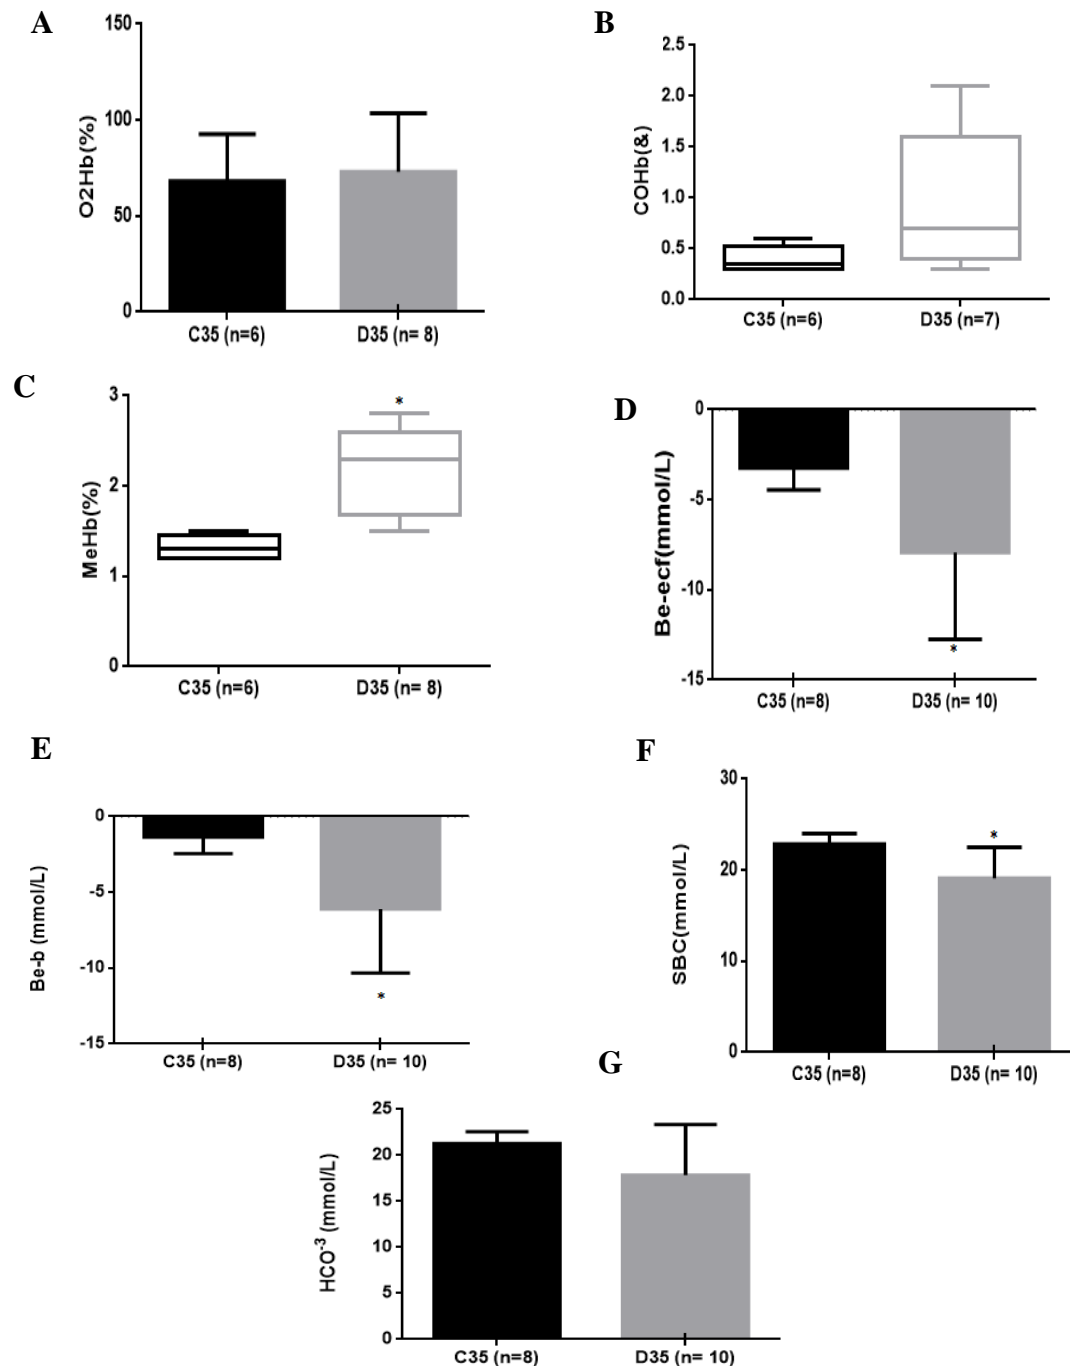 A
150
100
50
0
O2Hb(%)
C35 (n=6)
D35 (n= 8)
B
2.5
2.0
1.5
1.0
0.5
0.0
COHb(&)
C35 (n=6)
D35 (n=7)
C
3
2
1
0
MeHb(%)
*
C35 (n=6)
D35 (n= 8)
D
0
-5
-10
-15
Be-ecf(mmol/L)
*
C35 (n=8)
D35 (n= 10)
E
0
-5
-10
-15
Be-b (mmol/L)
*
C35 (n=8)
D35 (n= 10)
F
30
20
10
0
SBC(mmol/L)
*
C35 (n=8)
D35 (n= 10)
G
25
20
15
10
5
0
HCO⁻³ (mmol/L)
C35 (n=8)
D35 (n= 10)